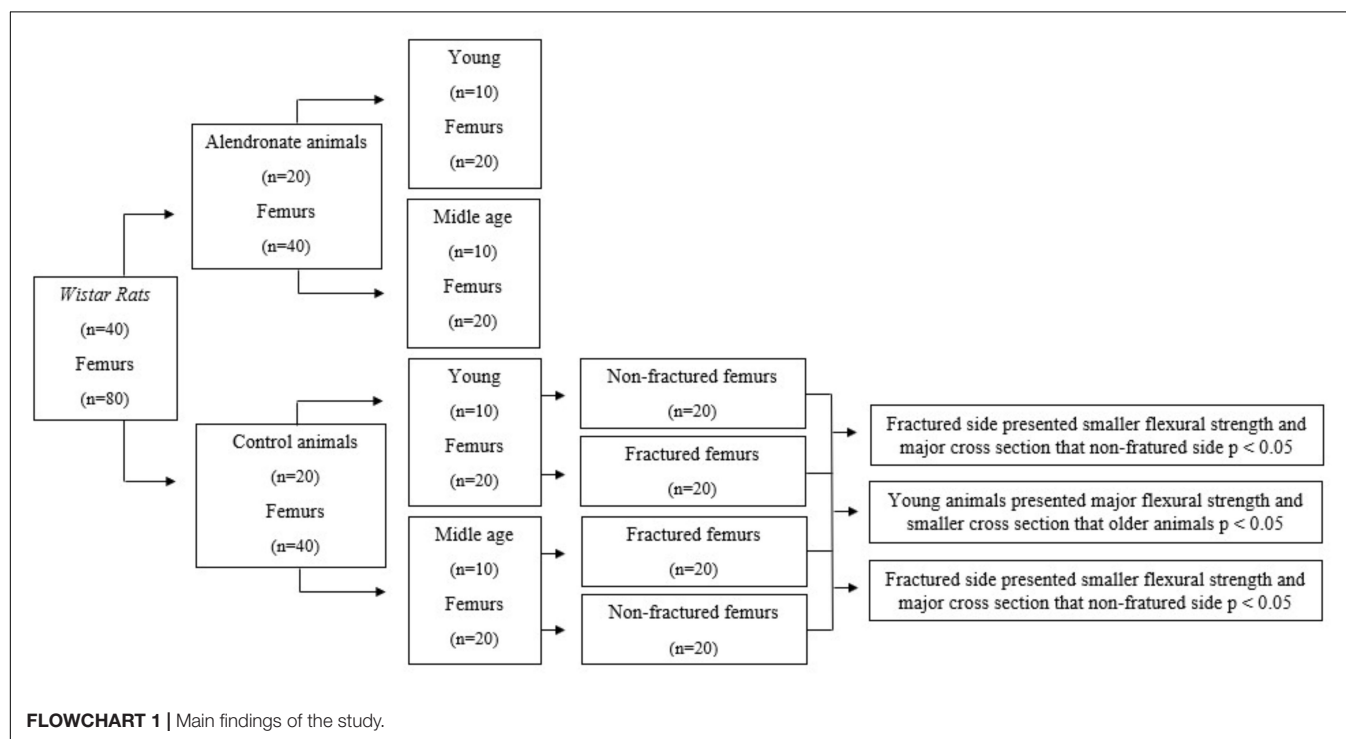 Wistar Rats
(n=40)
Femurs
(n=80)
Alendronate animals
(n=20)
Femurs
(n=40)
Control animals
(n=20)
Femurs
(n=40)
Young
(n=10)
Femurs
(n=20)
Midle age
(n=10)
Femurs
(n=20)
Young
(n=10)
Femurs
(n=20)
Midle age
(n=10)
Femurs
(n=20)
Non-fractured femurs
(n=20)
Fractured femurs
(n=20)
Fractured femurs
(n=20)
Non-fractured femurs
(n=20)
Fractured side presented smaller flexural strength and
major cross section that non-fratured side p < 0.05
Young animals presented major flexural strength and
smaller cross section that older animals p < 0.05
Fractured side presented smaller flexural strength and
major cross section that non-fratured side p < 0.05
FLOWCHART 1 | Main findings of the study.